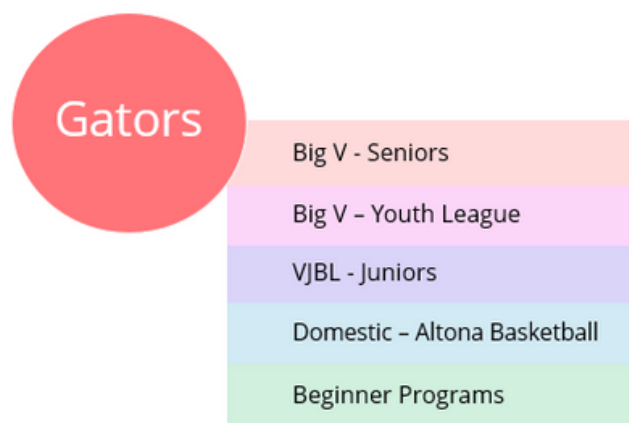 Gators
Big V - Seniors
Big V – Youth League
VJBL - Juniors
Domestic – Altona Basketball
Beginner Programs